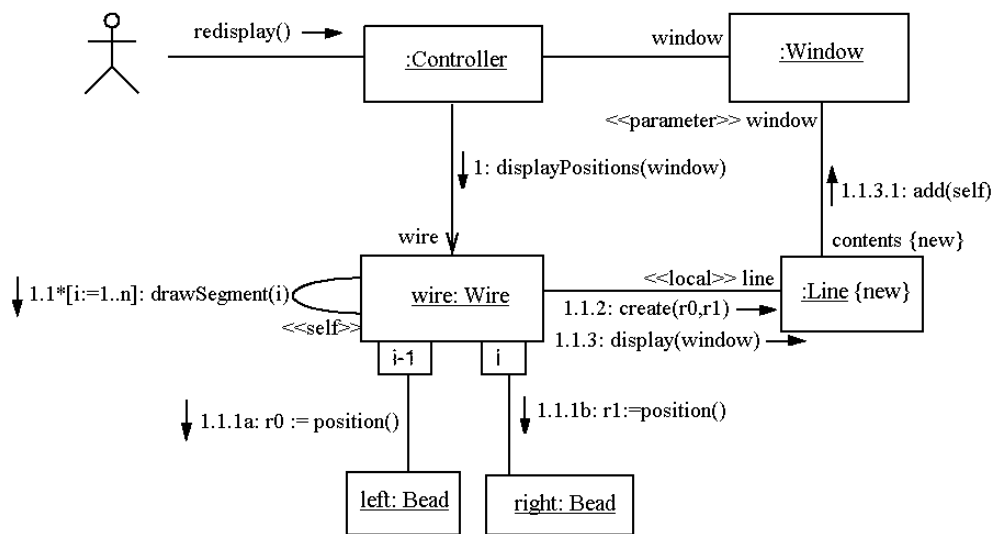 redisplay()
:Controller
window
:Window
<<parameter>> window
1: displayPositions(window)
1.1.3.1: add(self)
wire
contents {new}
1.1*[i:=1..n]: drawSegment(i)
<<self>>
wire: Wire
<<local>> line
:Line {new}
1.1.2: create(r0,r1)
1.1.3: display(window)
i-1
i
1.1.1a: r0 := position()
1.1.1b: r1:=position()
left: Bead
right: Bead